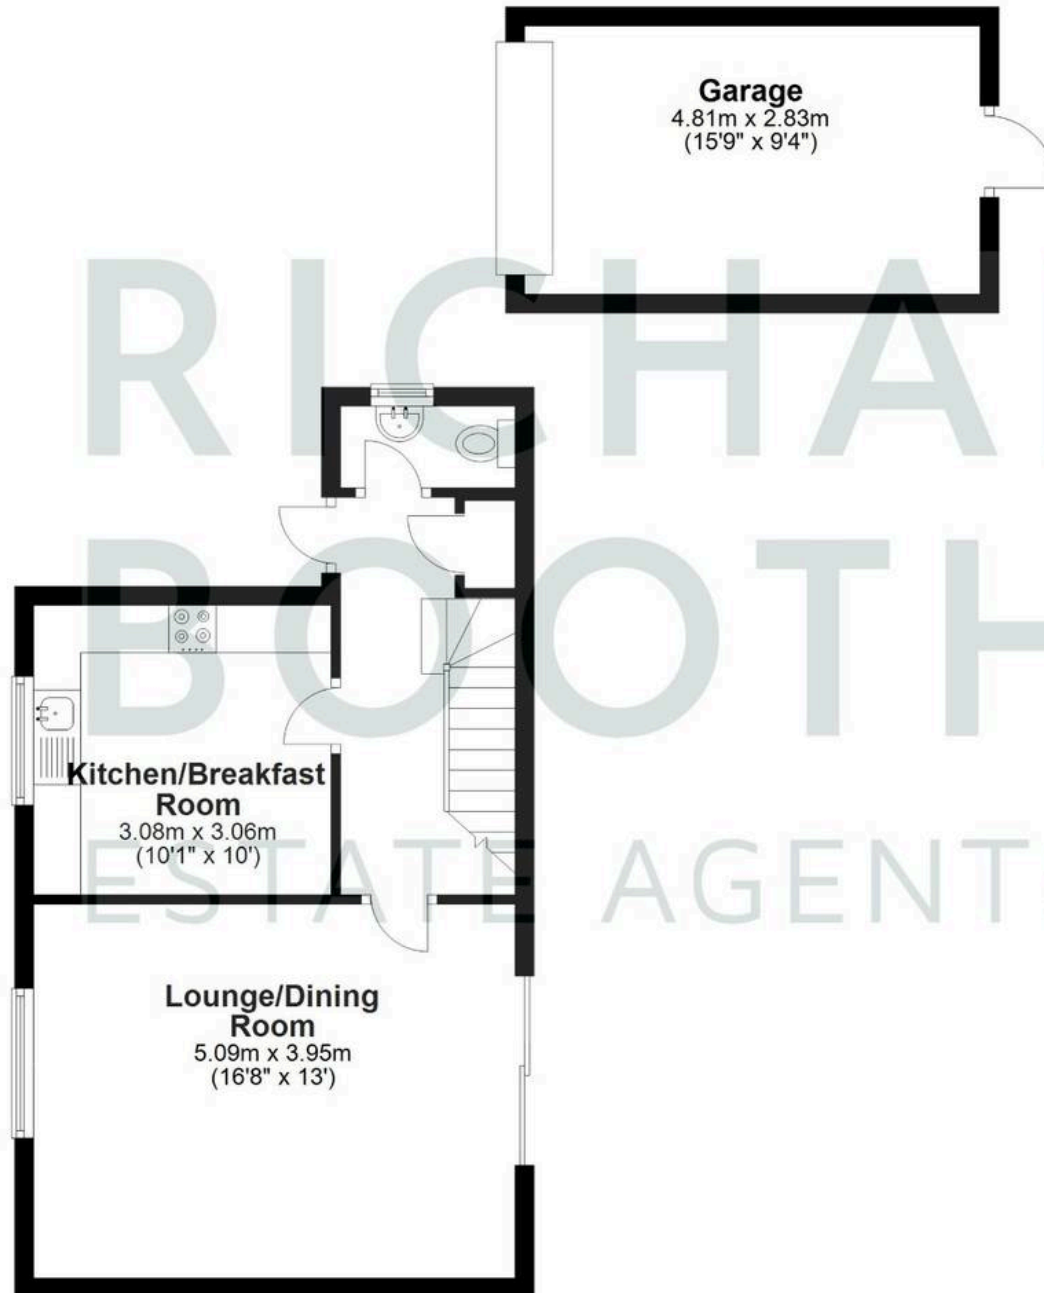 Garage
4.81m x 2.83m
(15'9" x 9'4")
RICHA
BOOTH
Kitchen/Breakfast
Room
3.08m x 3.06m
(10'1" x 10')
ESTATE AGENT
Lounge/Dining
Room
5.09m x 3.95m
(16'8" x 13')